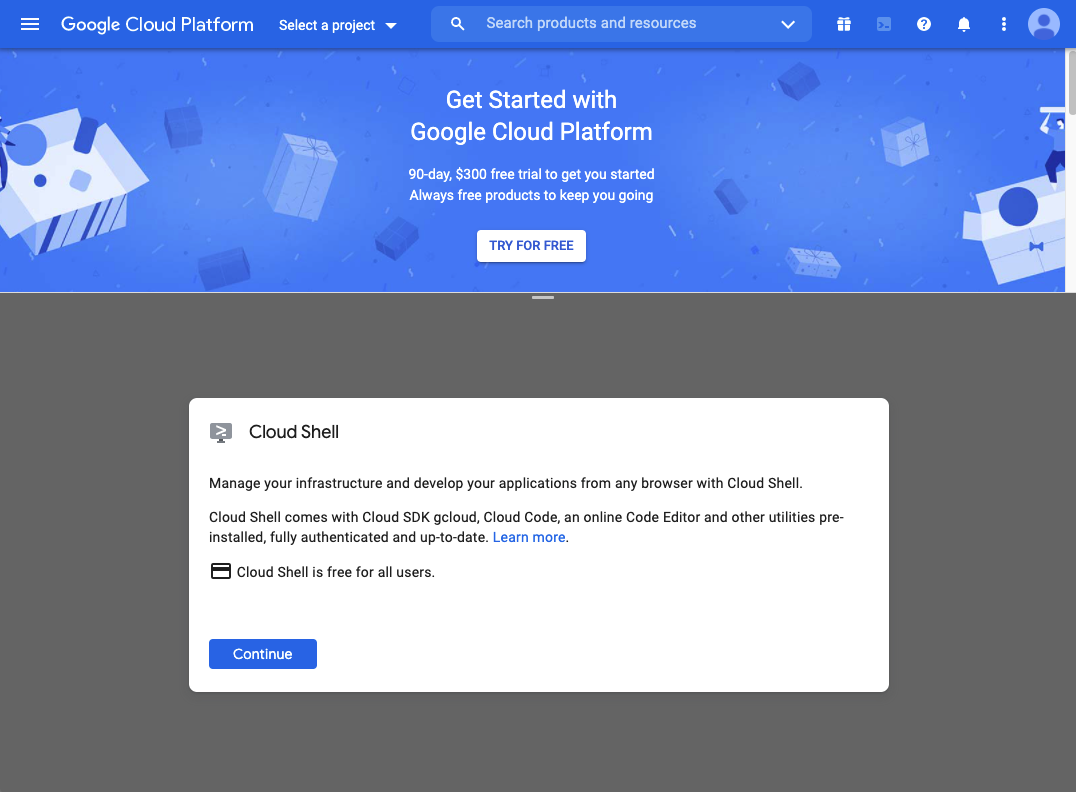 Google Cloud Platform
Select a project
Search products and resources
Get Started with
Google Cloud Platform
90-day, $300 free trial to get you started
Always free products to keep you going
TRY FOR FREE
Cloud Shell
Manage your infrastructure and develop your applications from any browser with Cloud Shell.
Cloud Shell comes with Cloud SDK gcloud, Cloud Code, an online Code Editor and other utilities pre-
installed, fully authenticated and up-to-date. Learn more.
Cloud Shell is free for all users.
Continue